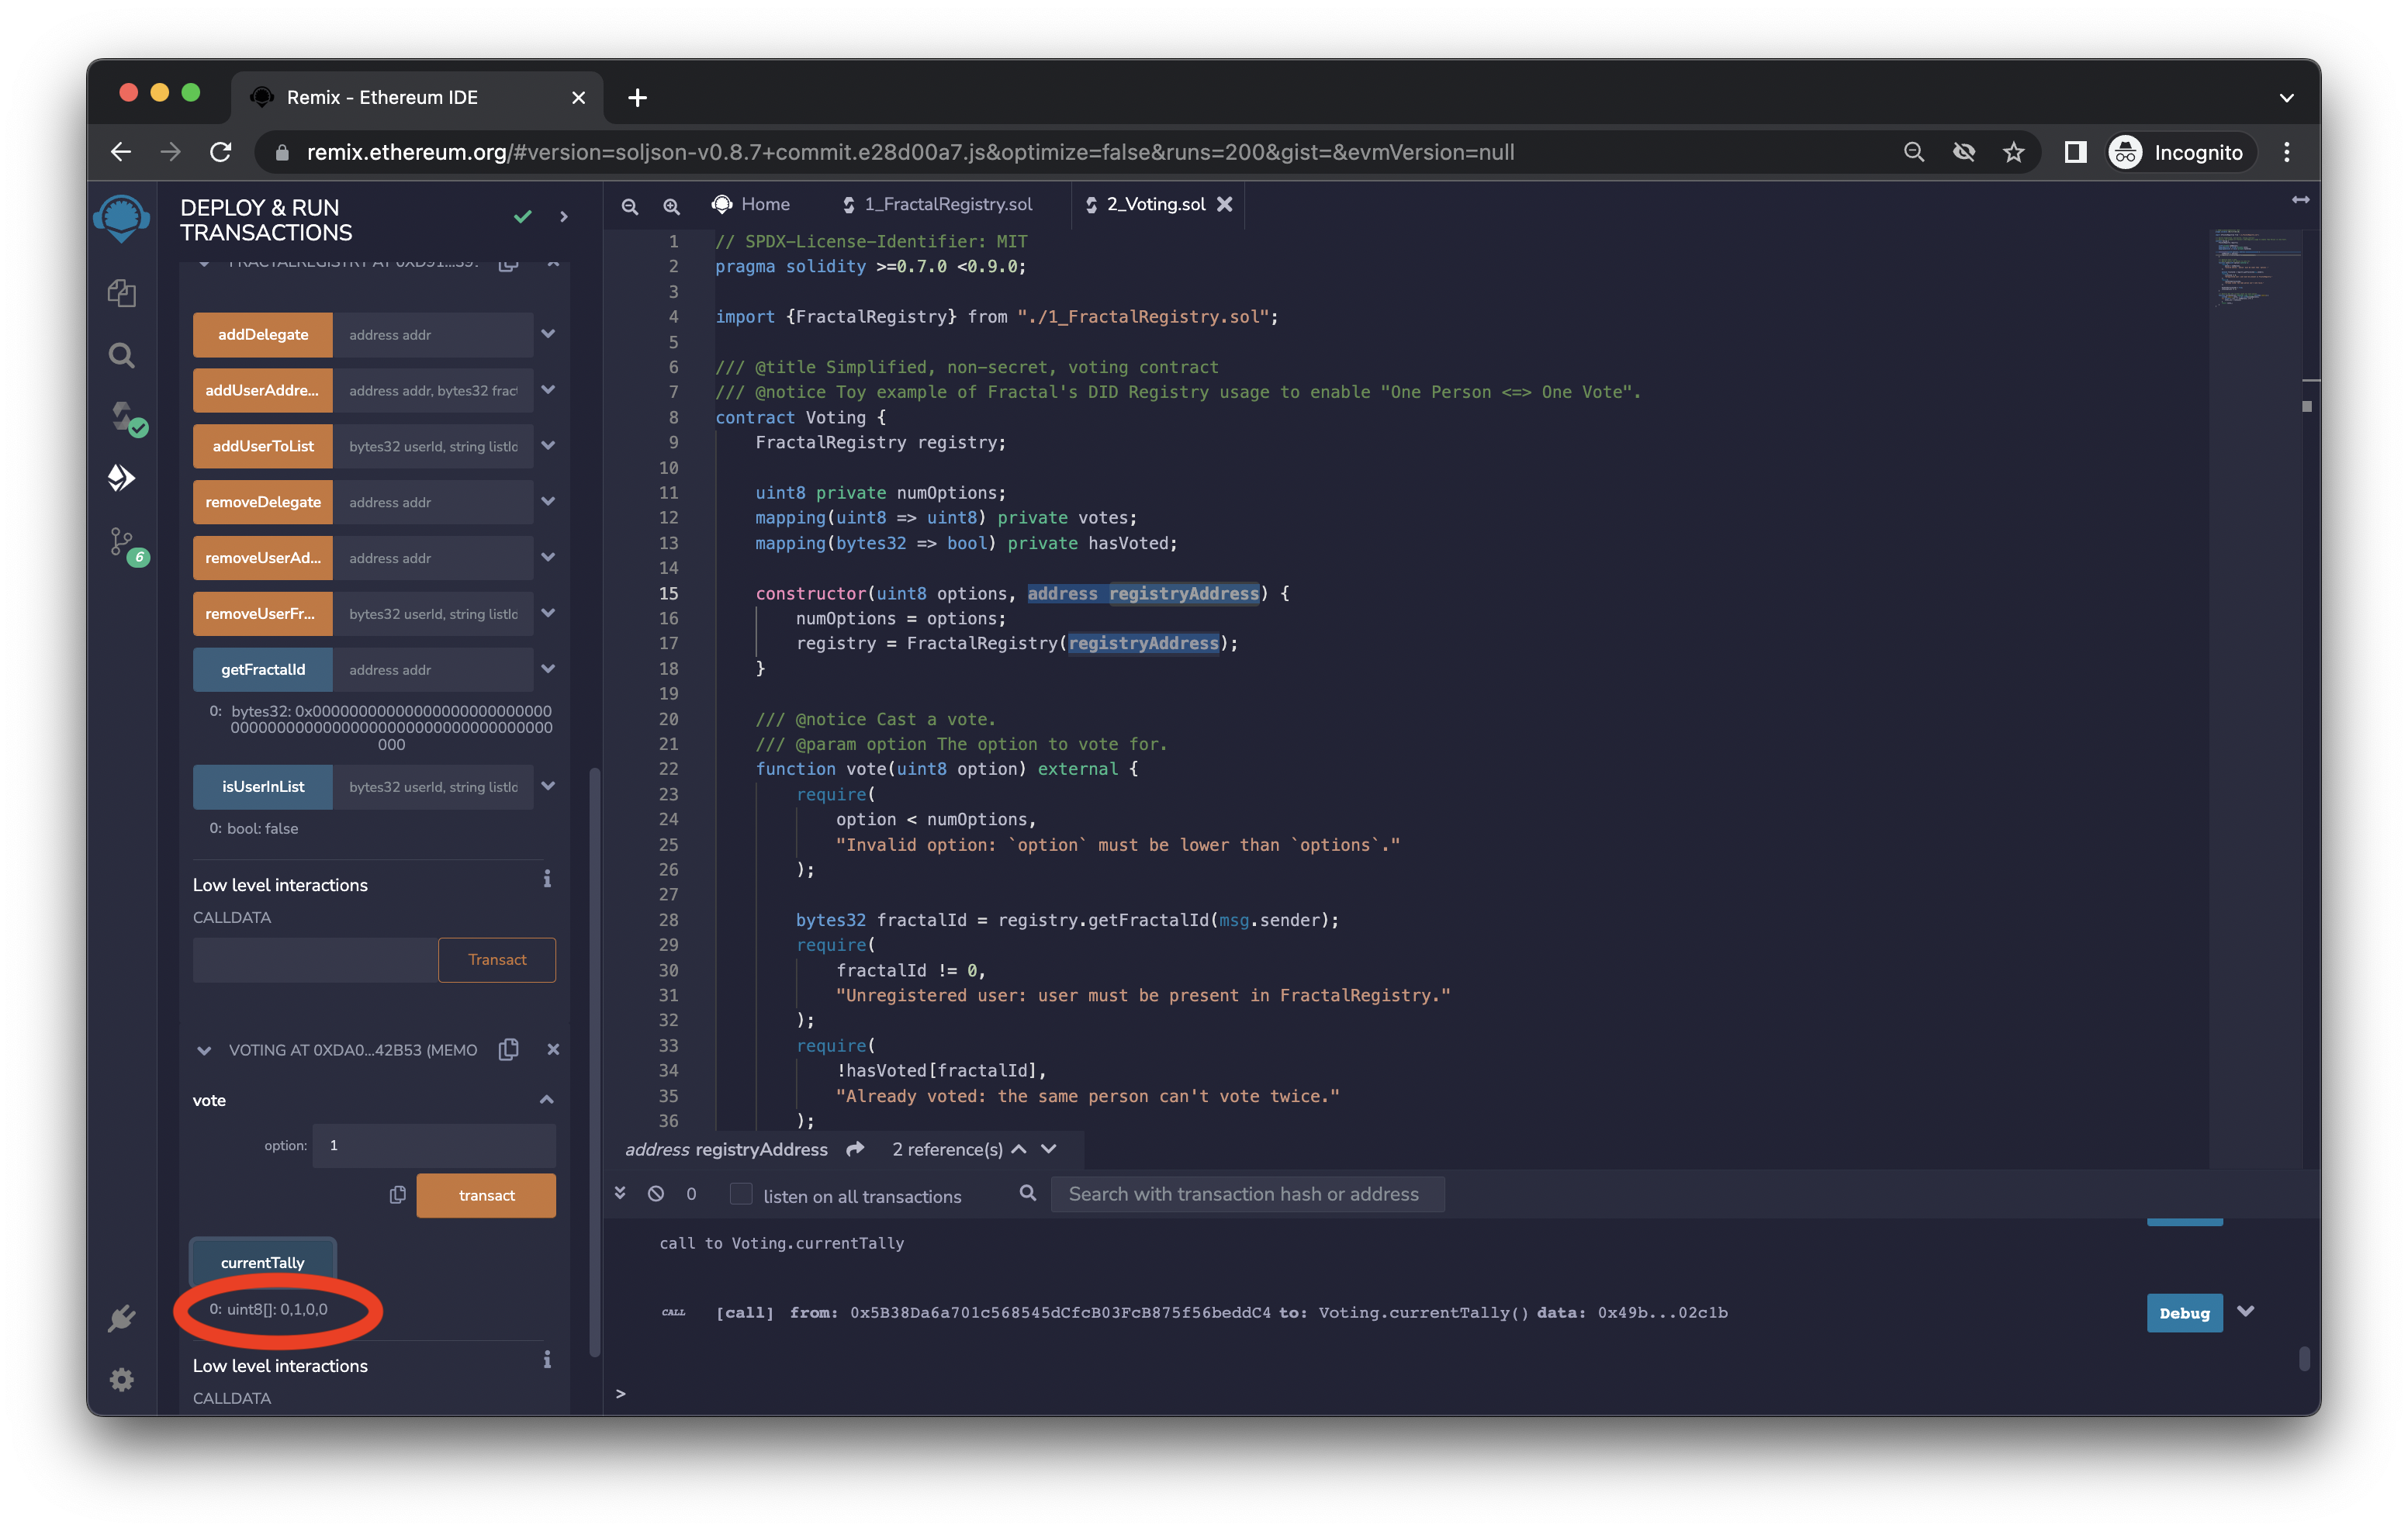 Remix - Ethereum IDE
remix.ethereum.org/#version=soljson-v0.8.7+commit.e28d00a7.js&optimize=false&runs=200&gist=&evmVersion=null
Incognito
DEPLOY & RUN
TRANSACTIONS
6
addDelegate address addr
addUserAddre... address addr, bytes32 frac
addUserToList bytes32 userId, string listIc
removeDelegate address addr
removeUserAd... address addr
removeUserFr... bytes32 userId, string listIc
getFractalId address addr
0: bytes32: 0x00000000000000000000000000
isUserInList bytes32 userId, string listIc
0: bool: false
Low level interactions
CALLDATA
Transact
VOTING AT 0XDA0...42B53 (MEMO
vote
option: 1
transact
currentTally
0: uint8[]: 0,1,0,0
Low level interactions
CALLDATA
Home 1_FractalRegistry.sol 2_Voting.sol
1 // SPDX-License-Identifier: MIT
2 pragma solidity >=0.7.0 <0.9.0;
3
4 import {FractalRegistry} from "./1_FractalRegistry.sol";
5
6 /// @title Simplified, non-secret, voting contract
7 /// @notice Toy example of Fractal's DID Registry usage to enable "One Person <=> One Vote".
8 contract Voting {
9 FractalRegistry registry;
10
11 uint8 private numOptions;
12 mapping(uint8 => uint8) private votes;
13 mapping(bytes32 => bool) private hasVoted;
14
15 constructor(uint8 options, address registryAddress) {
16 numOptions = options;
17 registry = FractalRegistry(registryAddress);
18 }
19
20 /// @notice Cast a vote.
21 /// @param option The option to vote for.
22 function vote(uint8 option) external {
23 require(
24 option < numOptions,
25 "Invalid option: `option` must be lower than `options`."
26 );
27
28 bytes32 fractalId = registry.getFractalId(msg.sender);
29 require(
30 fractalId != 0,
31 "Unregistered user: user must be present in FractalRegistry."
32 );
33 require(
34 !hasVoted[fractalId],
35 "Already voted: the same person can't vote twice."
36 );
address registryAddress 2 reference(s)
0 listen on all transactions Search with transaction hash or address
call to Voting.currentTally
CALL [call] from: 0x5B38Da6a701c568545dCfcB03FcB875f56beddC4 to: Voting.currentTally() data: 0x49b...02c1b
Debug
>